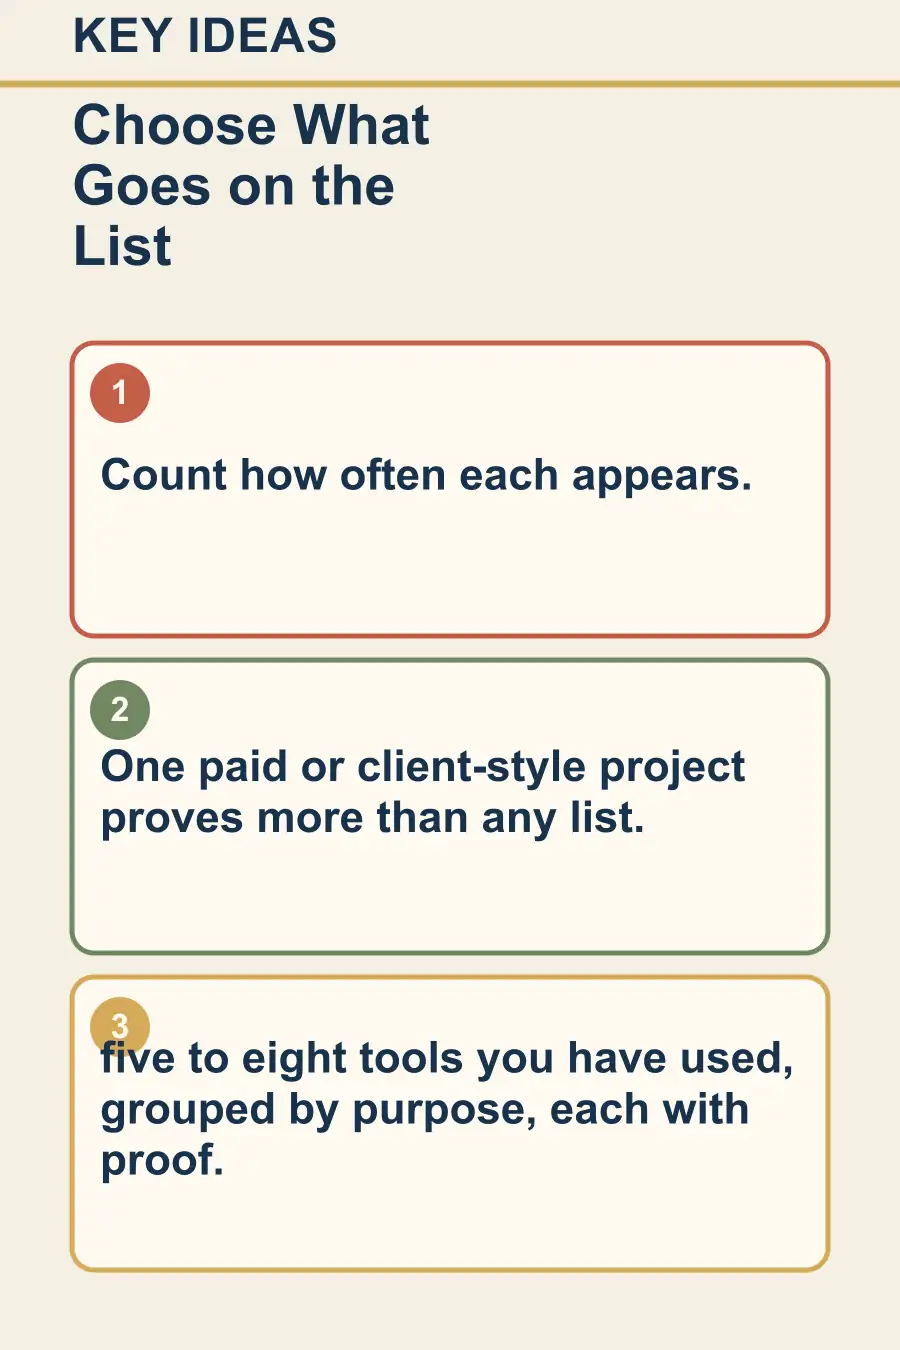 KEY IDEAS
Choose What
Goes on the
List
1
Count how often each appears.
2
One paid or client-style project
proves more than any list.
3
five to eight tools you have used,
grouped by purpose, each with
proof.